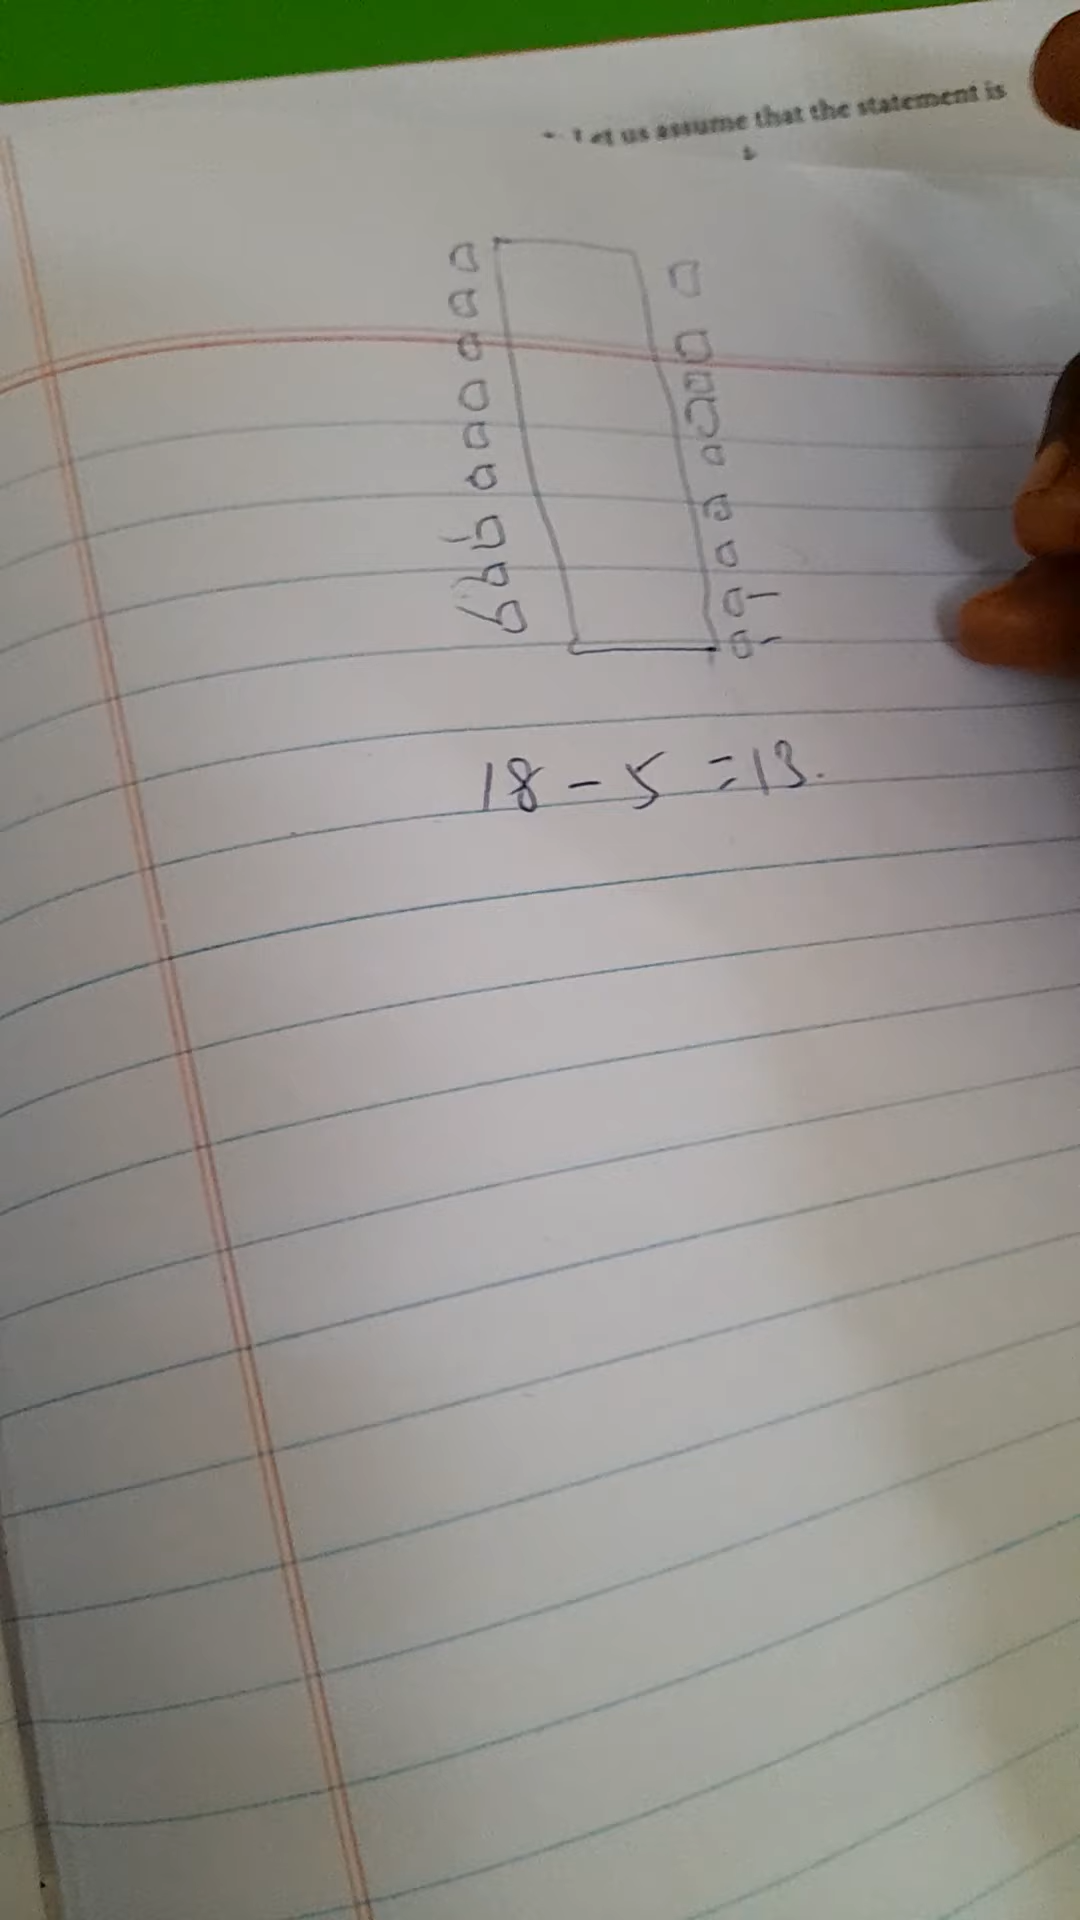 Let us assume that the statement is
18 - 5 = 13.